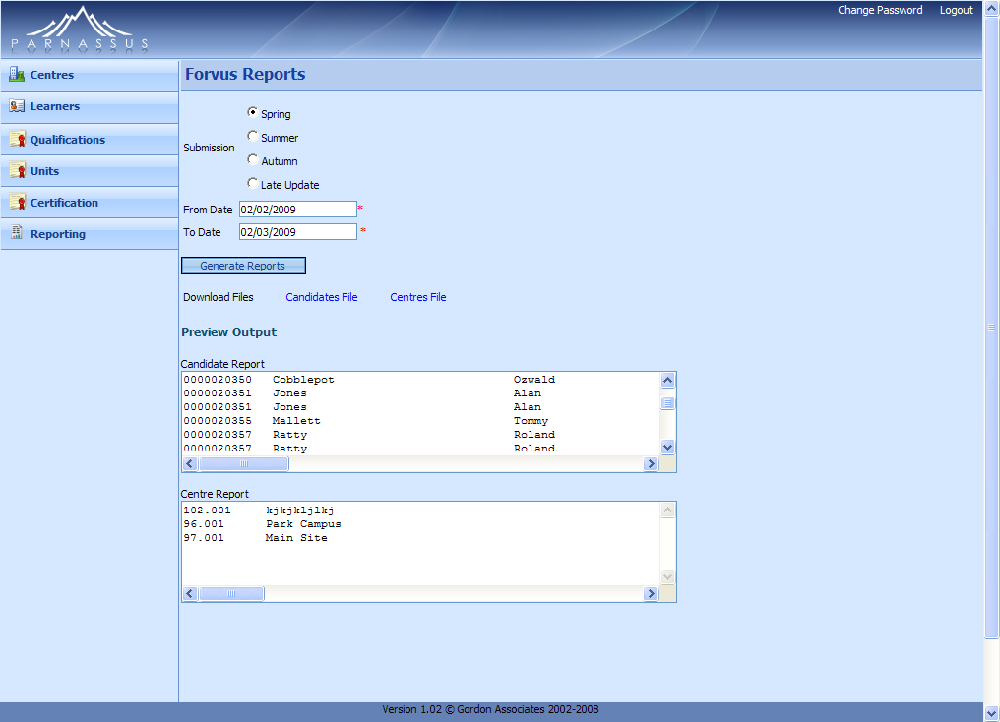 Change Password Logout
PARNASSUS
Centres
Learners
Qualifications
Units
Certification
Reporting
Forvus Reports
Submission
Spring
Summer
Autumn
Late Update
From Date 02/02/2009 *
To Date 02/03/2009 *
Generate Reports
Download Files Candidates File Centres File
Preview Output
Candidate Report
0000020350 Cobblepot Ozwald
0000020351 Jones Alan
0000020351 Jones Alan
0000020355 Mallett Tommy
0000020357 Ratty Roland
0000020357 Ratty Roland
Centre Report
102.001 kjkjkljlkj
96.001 Park Campus
97.001 Main Site
Version 1.02 © Gordon Associates 2002-2008